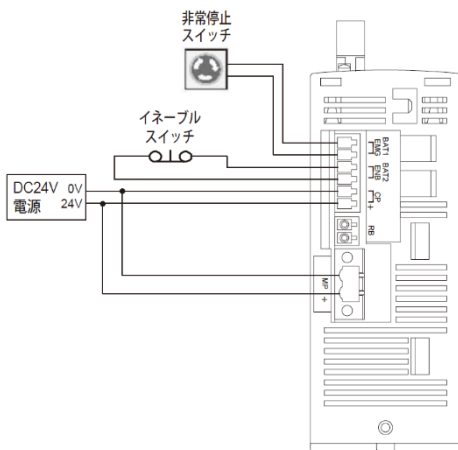 非常停止
スイッチ
イネーブル
スイッチ
DC24V 0V
電源 24V
BAT1
EMG
BAT2
ENB
CP
+
RB
MP
+